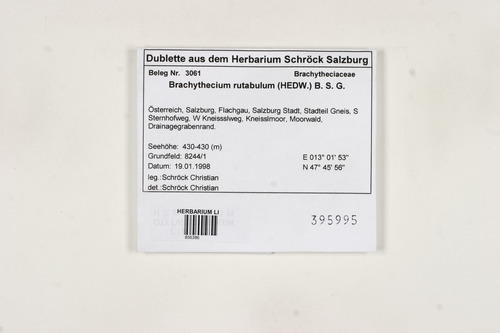 Dublette aus dem Herbarium Schröck Salzburg
Beleg Nr. 3061 Brachytheciaceae
Brachythecium rutabulum (HEDW.) B. S. G.
Österreich, Salzburg, Flachgau, Salzburg Stadt, Stadteil Gneis, S
Sternhofweg, W Kneissslweg, Kneisslmoor, Moorwald,
Drainagegrabenrand.
Seehöhe: 430-430 (m)
Grundfeld: 8244/1 E 013° 01' 53"
Datum: 19.01.1998 N 47° 45' 56"
leg.:Schröck Christian
det.:Schröck Christian
HERBARIUM LI
395995